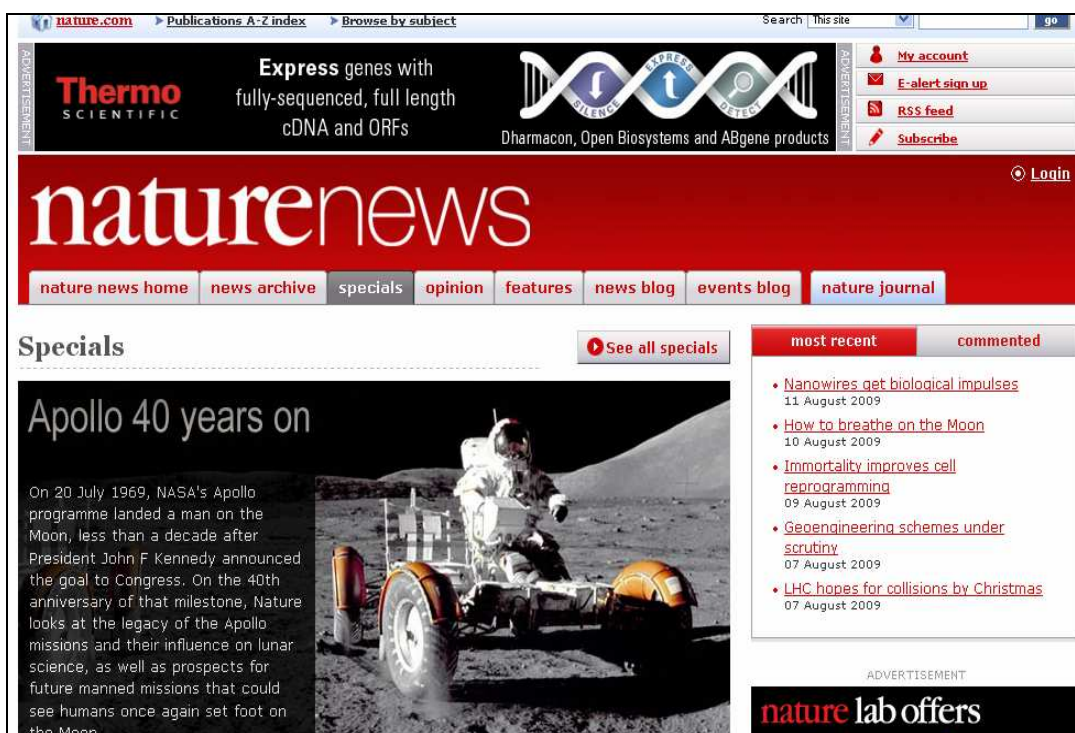 nature.com Publications A-Z index Browse by subject Search This site go
ADVERTISEMENT
Thermo
SCIENTIFIC
Express genes with
fully-sequenced, full length
cDNA and ORFs
SILENCE
EXPRESS
DETECT
Dharmacon, Open Biosystems and ABgene products
ADVERTISEMENT
My account
E-alert sign up
RSS feed
Subscribe
Login
naturenews
nature news home news archive specials opinion features news blog events blog nature journal
Specials
See all specials
Apollo 40 years on
On 20 July 1969, NASA's Apollo
programme landed a man on the
Moon, less than a decade after
President John F Kennedy announced
the goal to Congress. On the 40th
anniversary of that milestone, Nature
looks at the legacy of the Apollo
missions and their influence on lunar
science, as well as prospects for
future manned missions that could
see humans once again set foot on
the Moon
most recent commented
Nanowires get biological impulses
11 August 2009
How to breathe on the Moon
10 August 2009
Immortality improves cell
reprogramming
09 August 2009
Geoengineering schemes under
scrutiny
07 August 2009
LHC hopes for collisions by Christmas
07 August 2009
ADVERTISEMENT
nature lab offers